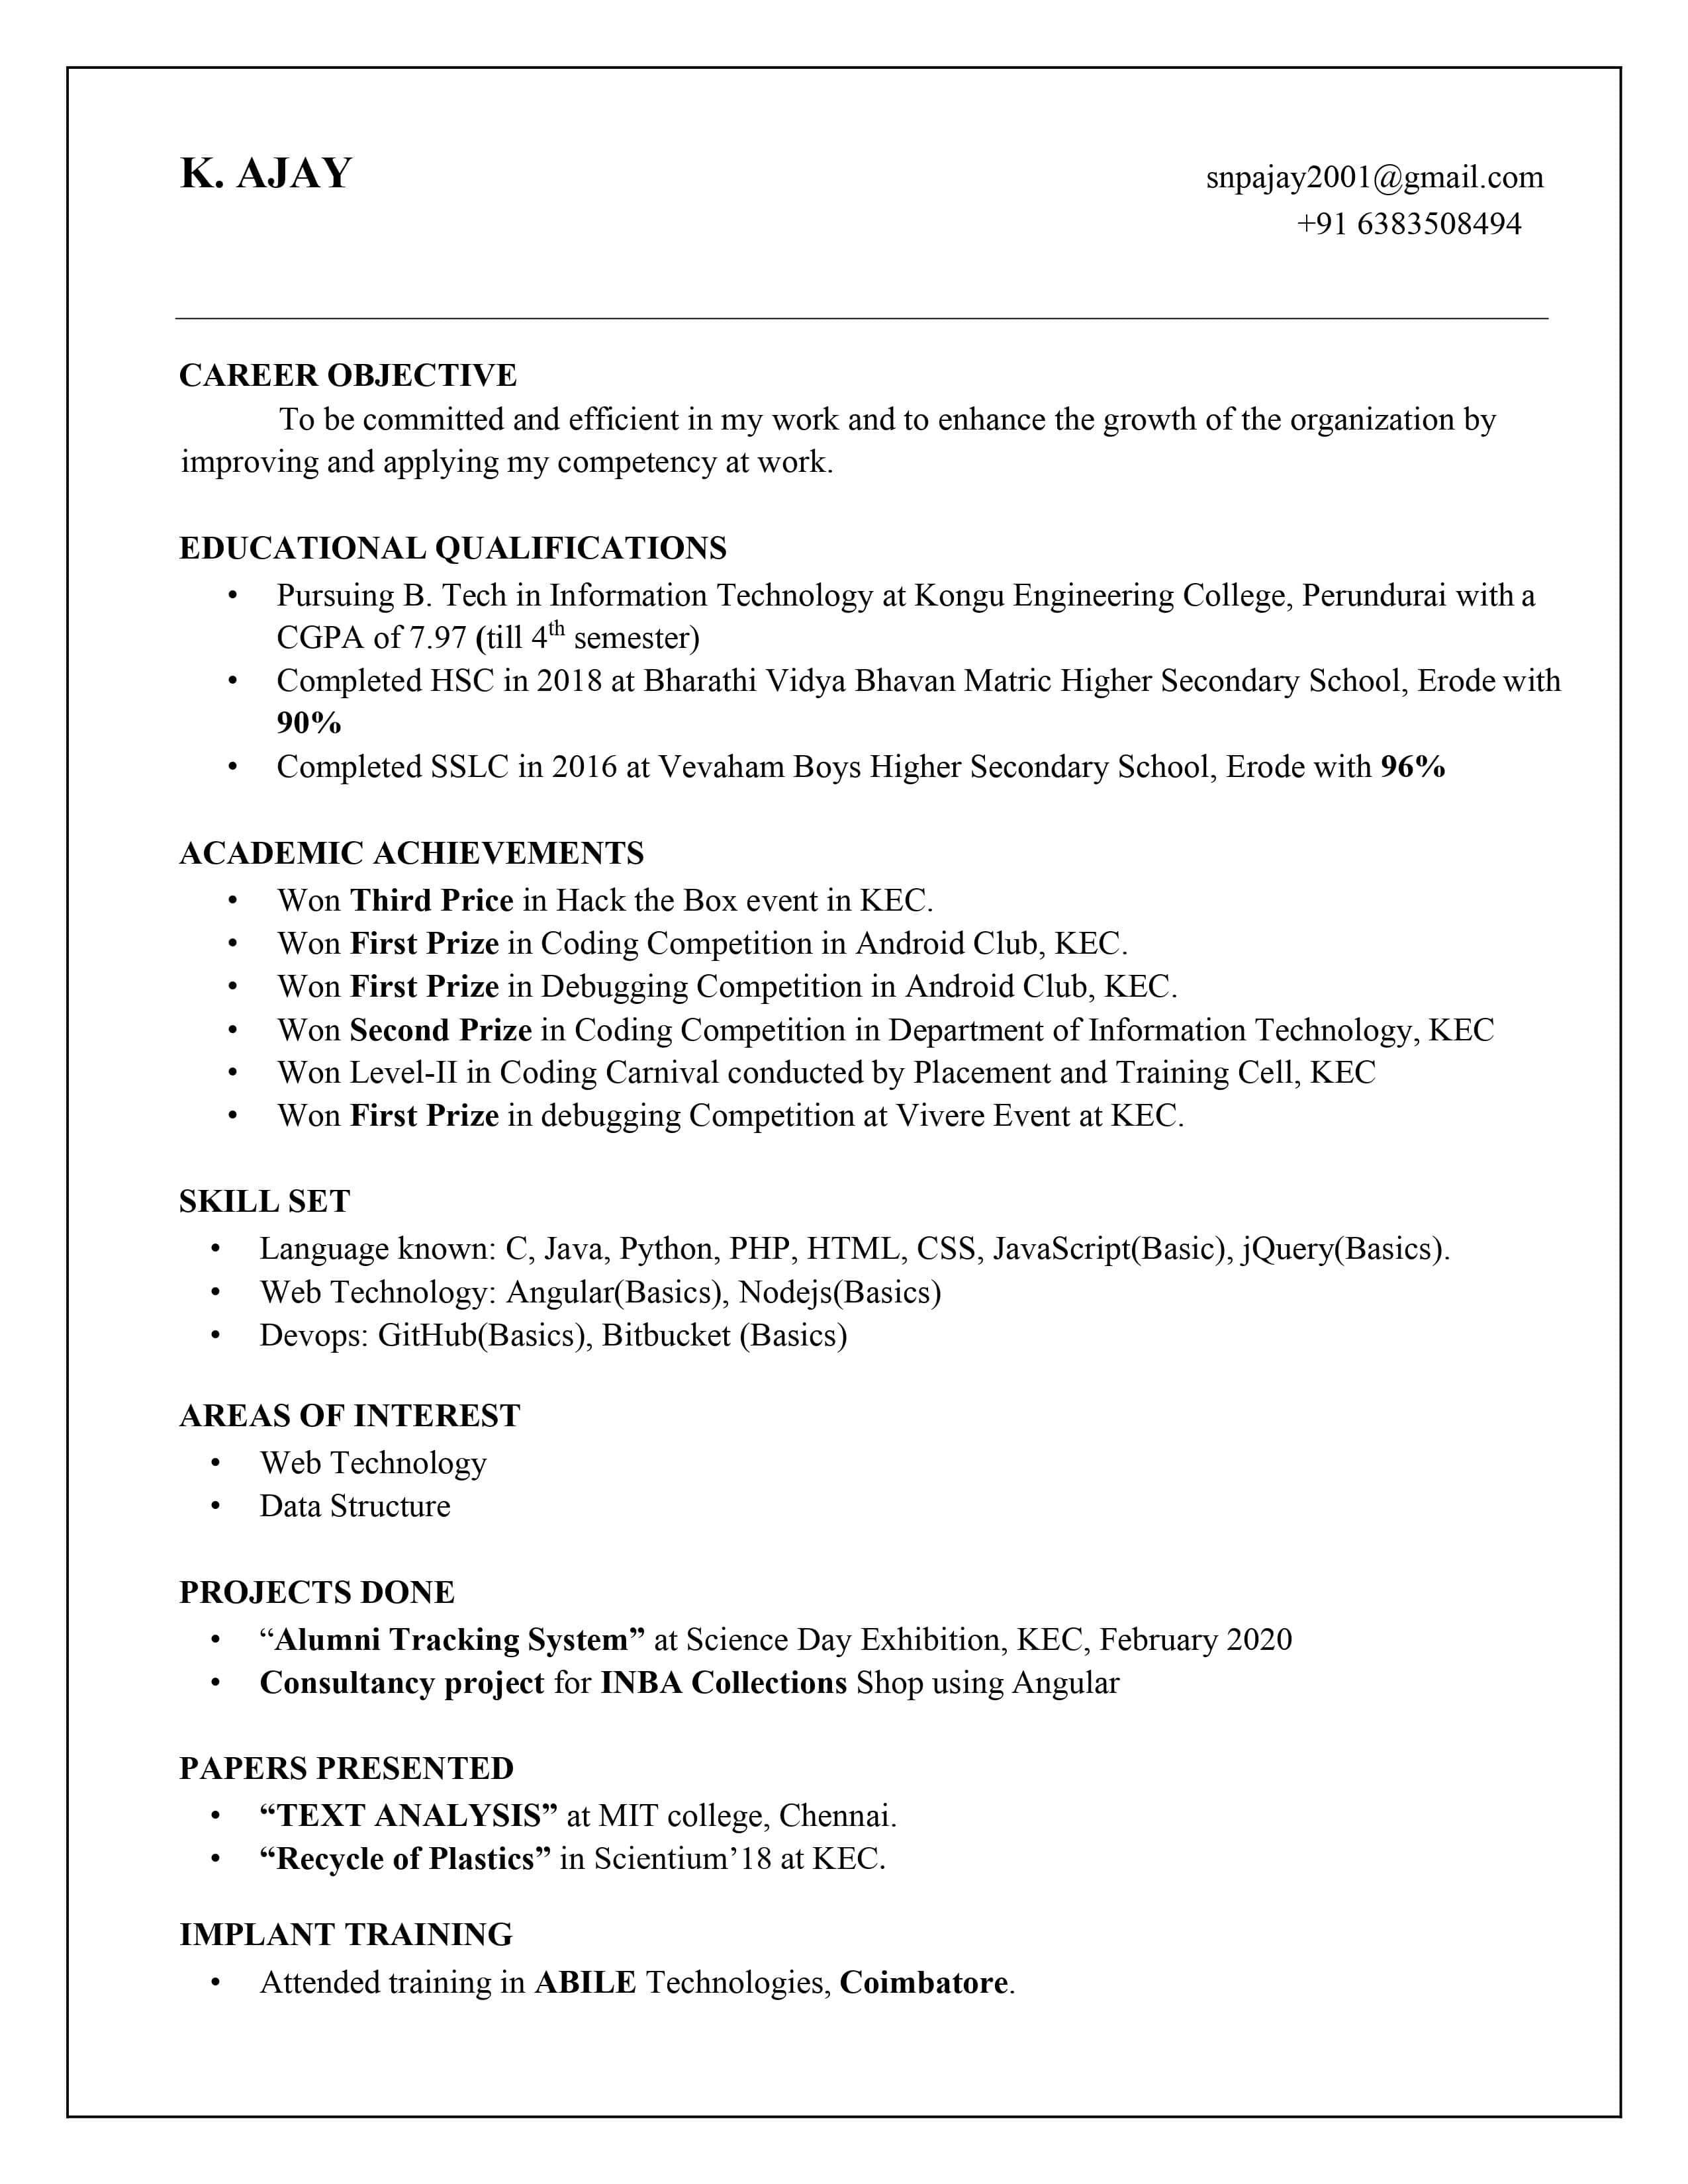 K. AJAY
snpajay2001@gmail.com
+91 6383508494
CAREER OBJECTIVE
To be committed and efficient in my work and to enhance the growth of the organization by
improving and applying my competency at work.
EDUCATIONAL QUALIFICATIONS
• Pursuing B. Tech in Information Technology at Kongu Engineering College, Perundurai with a
CGPA of 7.97 (till 4th semester)
• Completed HSC in 2018 at Bharathi Vidya Bhavan Matric Higher Secondary School, Erode with
90%
• Completed SSLC in 2016 at Vevaham Boys Higher Secondary School, Erode with 96%
ACADEMIC ACHIEVEMENTS
• Won Third Price in Hack the Box event in KEC.
• Won First Prize in Coding Competition in Android Club, KEC.
• Won First Prize in Debugging Competition in Android Club, KEC.
• Won Second Prize in Coding Competition in Department of Information Technology, KEC
• Won Level-II in Coding Carnival conducted by Placement and Training Cell, KEC
• Won First Prize in debugging Competition at Vivere Event at KEC.
SKILL SET
• Language known: C, Java, Python, PHP, HTML, CSS, JavaScript(Basic), jQuery(Basics).
• Web Technology: Angular(Basics), Nodejs(Basics)
• Devops: GitHub(Basics), Bitbucket (Basics)
AREAS OF INTEREST
• Web Technology
• Data Structure
PROJECTS DONE
• “Alumni Tracking System” at Science Day Exhibition, KEC, February 2020
• Consultancy project for INBA Collections Shop using Angular
PAPERS PRESENTED
• “TEXT ANALYSIS” at MIT college, Chennai.
• “Recycle of Plastics” in Scientium’18 at KEC.
IMPLANT TRAINING
• Attended training in ABILE Technologies, Coimbatore.